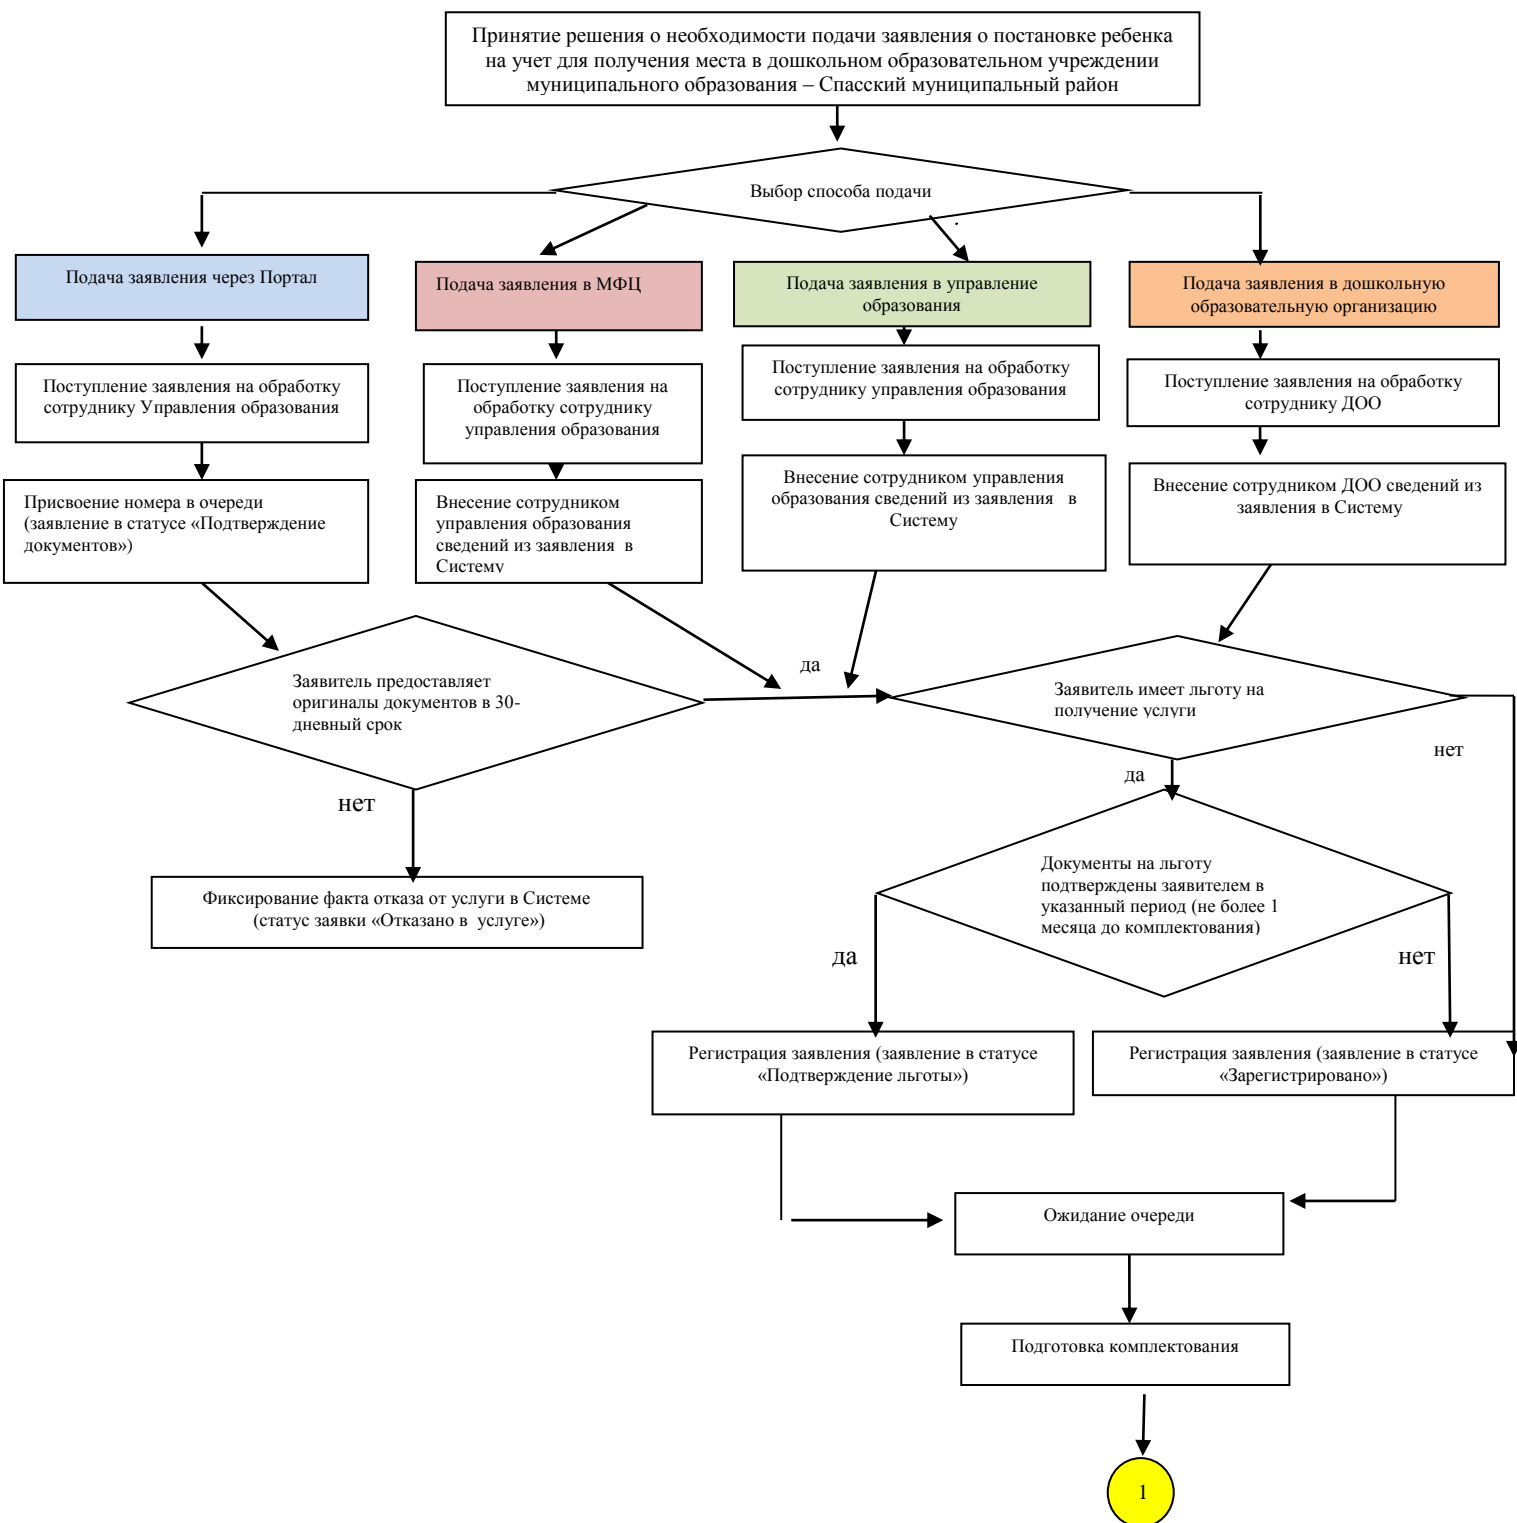 Принятие решения о необходимости подачи заявления о постановке ребенка
на учет для получения места в дошкольном образовательном учреждении
муниципального образования – Спасский муниципальный район
Выбор способа подачи
Подача заявления через Портал
Подача заявления в МФЦ
Подача заявления в управление
образования
Подача заявления в дошкольную
образовательную организацию
Поступление заявления на обработку
сотруднику Управления образования
Поступление заявления на
обработку сотруднику
управления образования
Поступление заявления на обработку
сотруднику управления образования
Поступление заявления на обработку
сотруднику ДОО
Присвоение номера в очереди
(заявление в статусе «Подтверждение
документов»)
Внесение сотрудником
управления образования
сведений из заявления в
Систему
Внесение сотрудником управления
образования сведений из заявления в
Систему
Внесение сотрудником ДОО сведений из
заявления в Систему
Заявитель предоставляет
оригиналы документов в 30-
дневный срок
да
Заявитель имеет льготу на
получение услуги
нет
да
нет
Документы на льготу
подтверждены заявителем в
указанный период (не более 1
месяца до комплектования)
Фиксирование факта отказа от услуги в Системе
(статус заявки «Отказано в услуге»)
да
нет
Регистрация заявления (заявление в статусе
«Подтверждение льготы»)
Регистрация заявления (заявление в статусе
«Зарегистрировано»)
Ожидание очереди
Подготовка комплектования
1